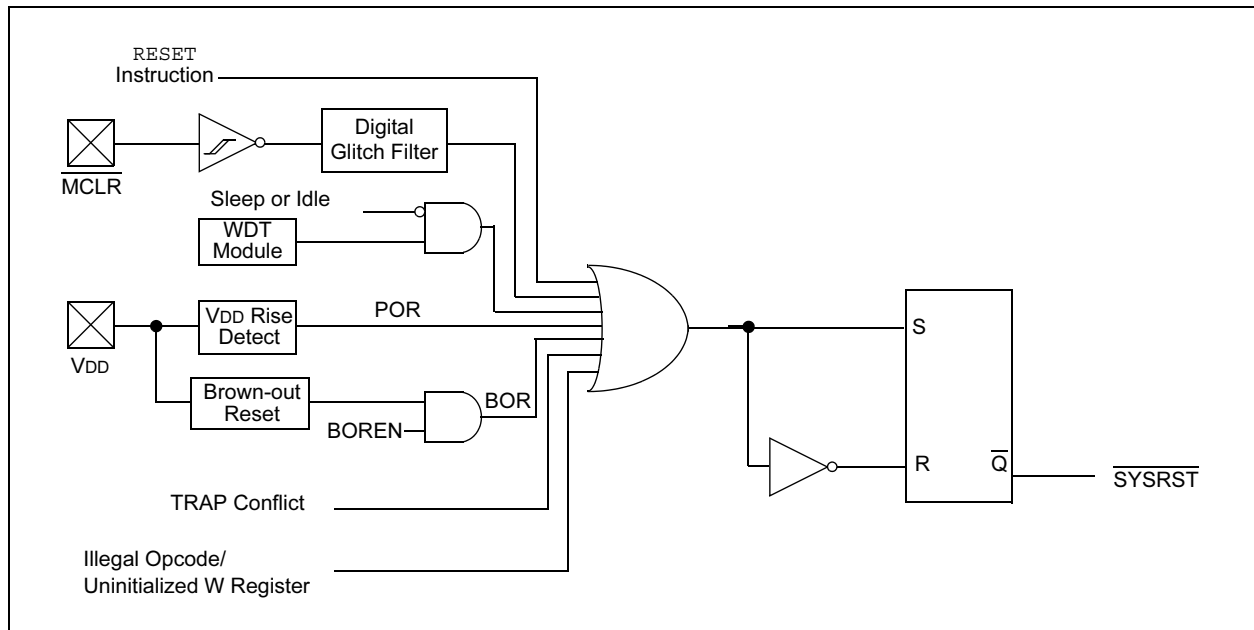 RESET
Instruction
Digital
Glitch Filter
MCLR
Sleep or Idle
WDT
Module
VDD Rise
Detect
POR
VDD
Brown-out
Reset
BOR
BOREN
TRAP Conflict
Illegal Opcode/
Uninitialized W Register
S
R
Q
SYSRST